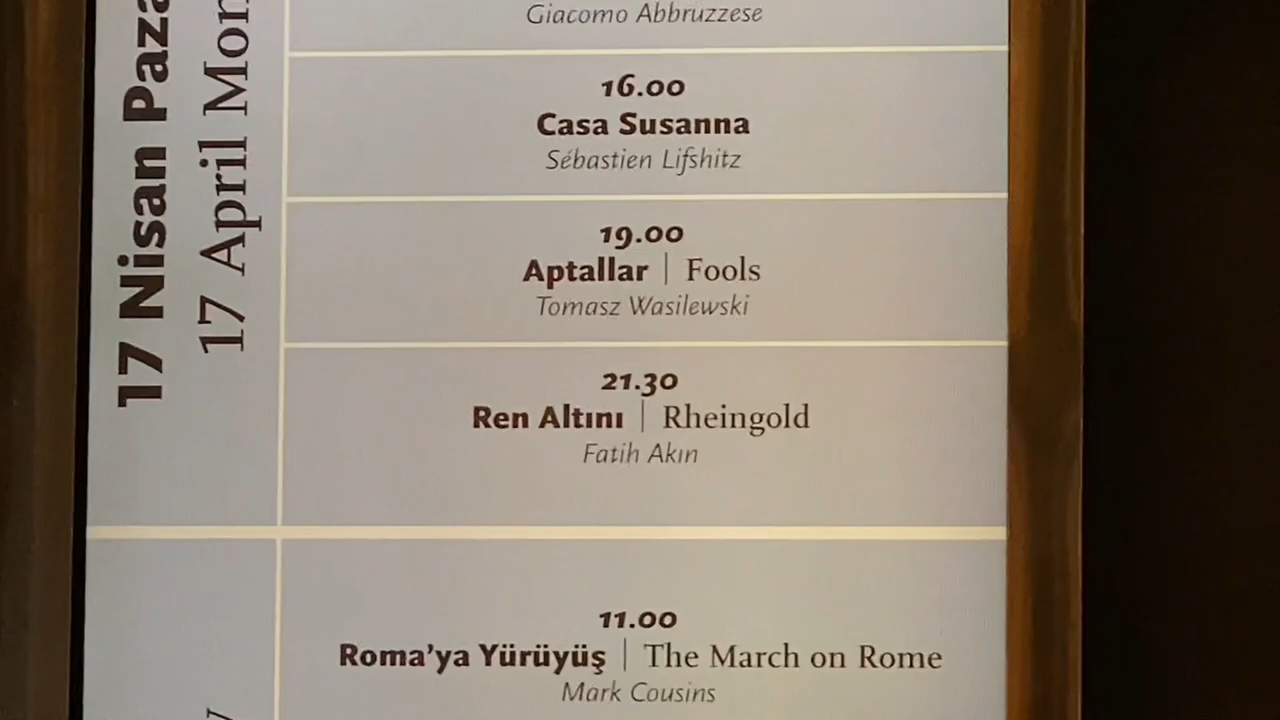 17 Nisan Paza
17 April Mon
Giacomo Abbruzzese
16.00
Casa Susanna
Sébastien Lifshitz
19.00
Aptallar | Fools
Tomasz Wasilewski
21.30
Ren Altını | Rheingold
Fatih Akın
11.00
Roma’ya Yürüyüş | The March on Rome
Mark Cousins